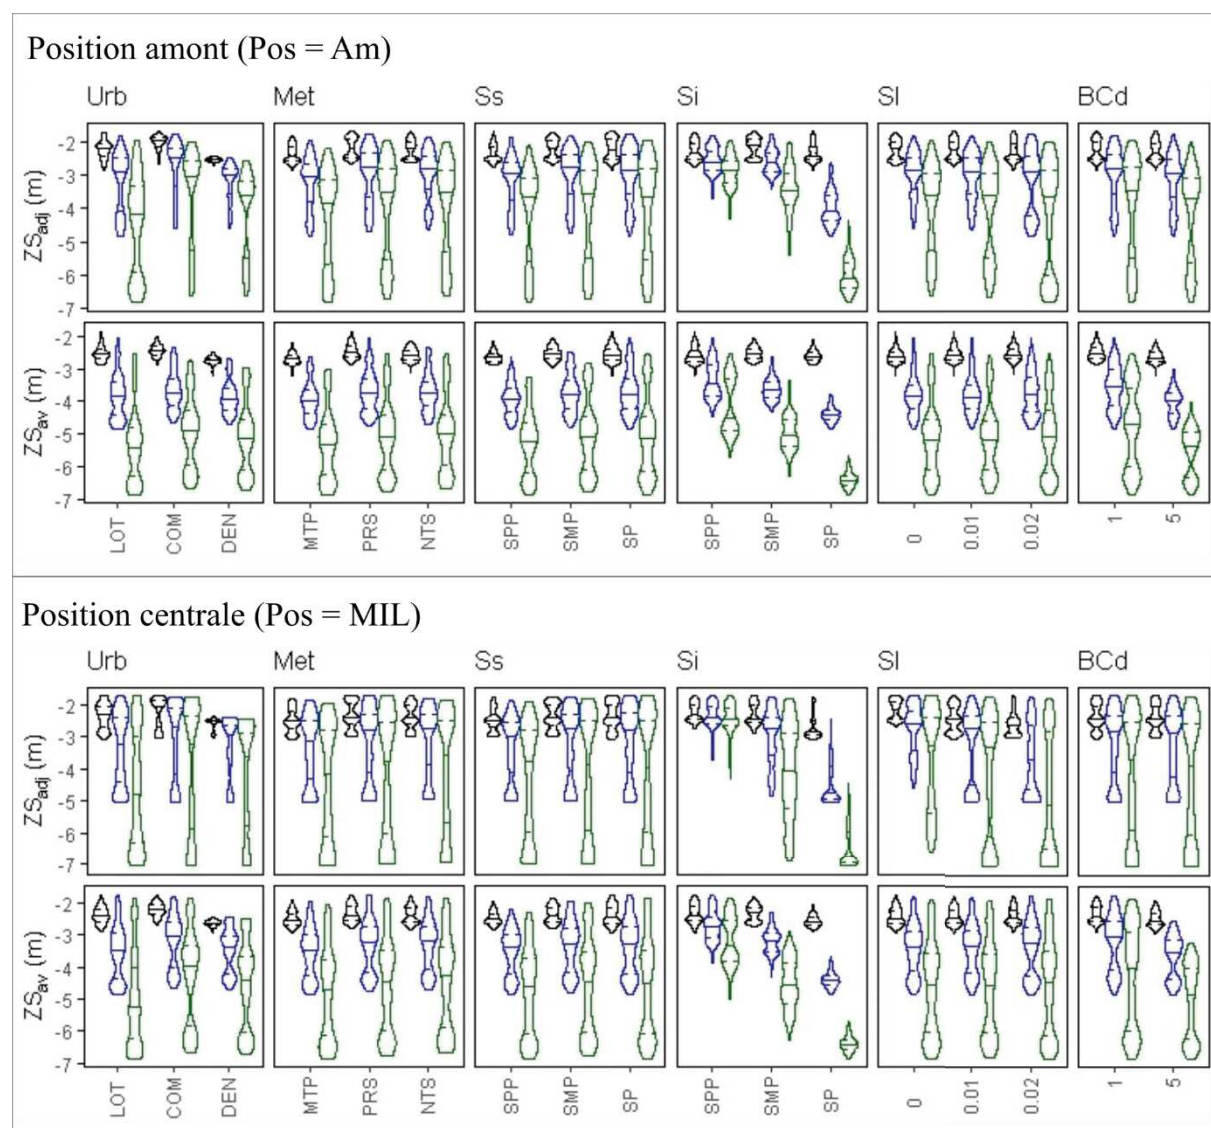 Position amont (Pos = Am)
Urb Met Ss Si Sl BCd
ZSadj (m)
-2
-3
-4
-5
-6
-7
ZSav (m)
-2
-3
-4
-5
-6
-7
LOT COM DEN MTP PRS NTS SPP SMP SP SPP SMP SP 0 0.01 0.02 1 5
Position centrale (Pos = MIL)
Urb Met Ss Si Sl BCd
ZSadj (m)
-2
-3
-4
-5
-6
-7
ZSav (m)
-2
-3
-4
-5
-6
-7
LOT COM DEN MTP PRS NTS SPP SMP SP SPP SMP SP 0 0.01 0.02 1 5